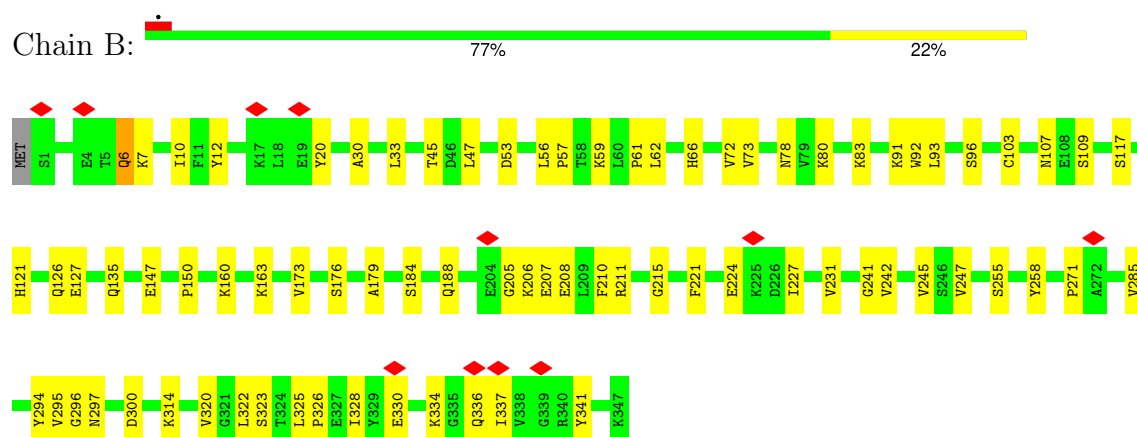 Chain B:
77% 22%
MET S1 E4 T5 Q6 K7 I10 F11 Y12 K17 L18 E19 Y20 A30 L33 T45 D46 L47 D53 L56 P57 T58 K59 L60 P61 L62 H66 V72 V73 N78 V79 K80 K83 K91 W92 L93 S96 C103 N107 E108 S109 S117
H121 Q126 E127 Q135 E147 P150 K160 K163 V173 S176 A179 S184 Q188 E204 G205 K206 E207 E208 L209 F210 R211 G215 F221 E224 K225 D226 I227 V231 G241 V242 V245 S246 V247 S255 Y258 P271 A272 V285
Y294 V295 G296 N297 D300 K314 V320 G321 L322 S323 T324 L325 P326 E327 I328 Y329 E330 K334 G335 Q336 I337 V338 G339 R340 Y341 K347